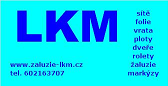 LKM
www.zaluzie-lkm.cz
tel. 602163707
sítě
folie
vrata
ploty
dveře
rolety
žaluzie
markýzy